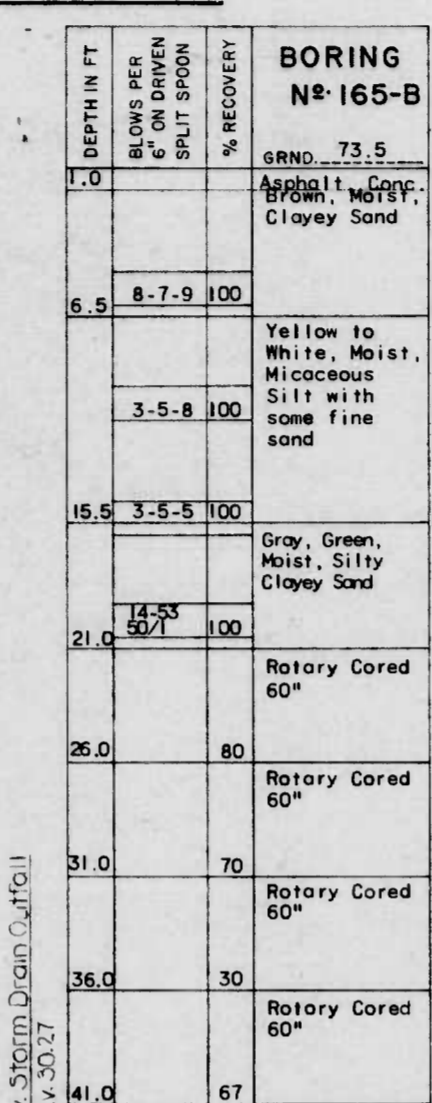 DEPTH IN FT
BLOWS PER
6" ON DRIVEN
SPLIT SPOON
% RECOVERY
BORING
Nº· 165-B
GRND. 73.5
1.0
Asphalt Conc.
Brown, Moist,
Clayey Sand
8-7-9 100
6.5
Yellow to
White, Moist,
Micaceous
Silt with
some fine
sand
3-5-8 100
15.5 3-5-5 100
Gray, Green,
Moist, Silty
Clayey Sand
14-53
50/1 100
21.0
Rotary Cored
60"
26.0 80
Rotary Cored
60"
31.0 70
Rotary Cored
60"
36.0 30
Rotary Cored
60"
41.0 67
Storm Drain Outfall
v. 30.27